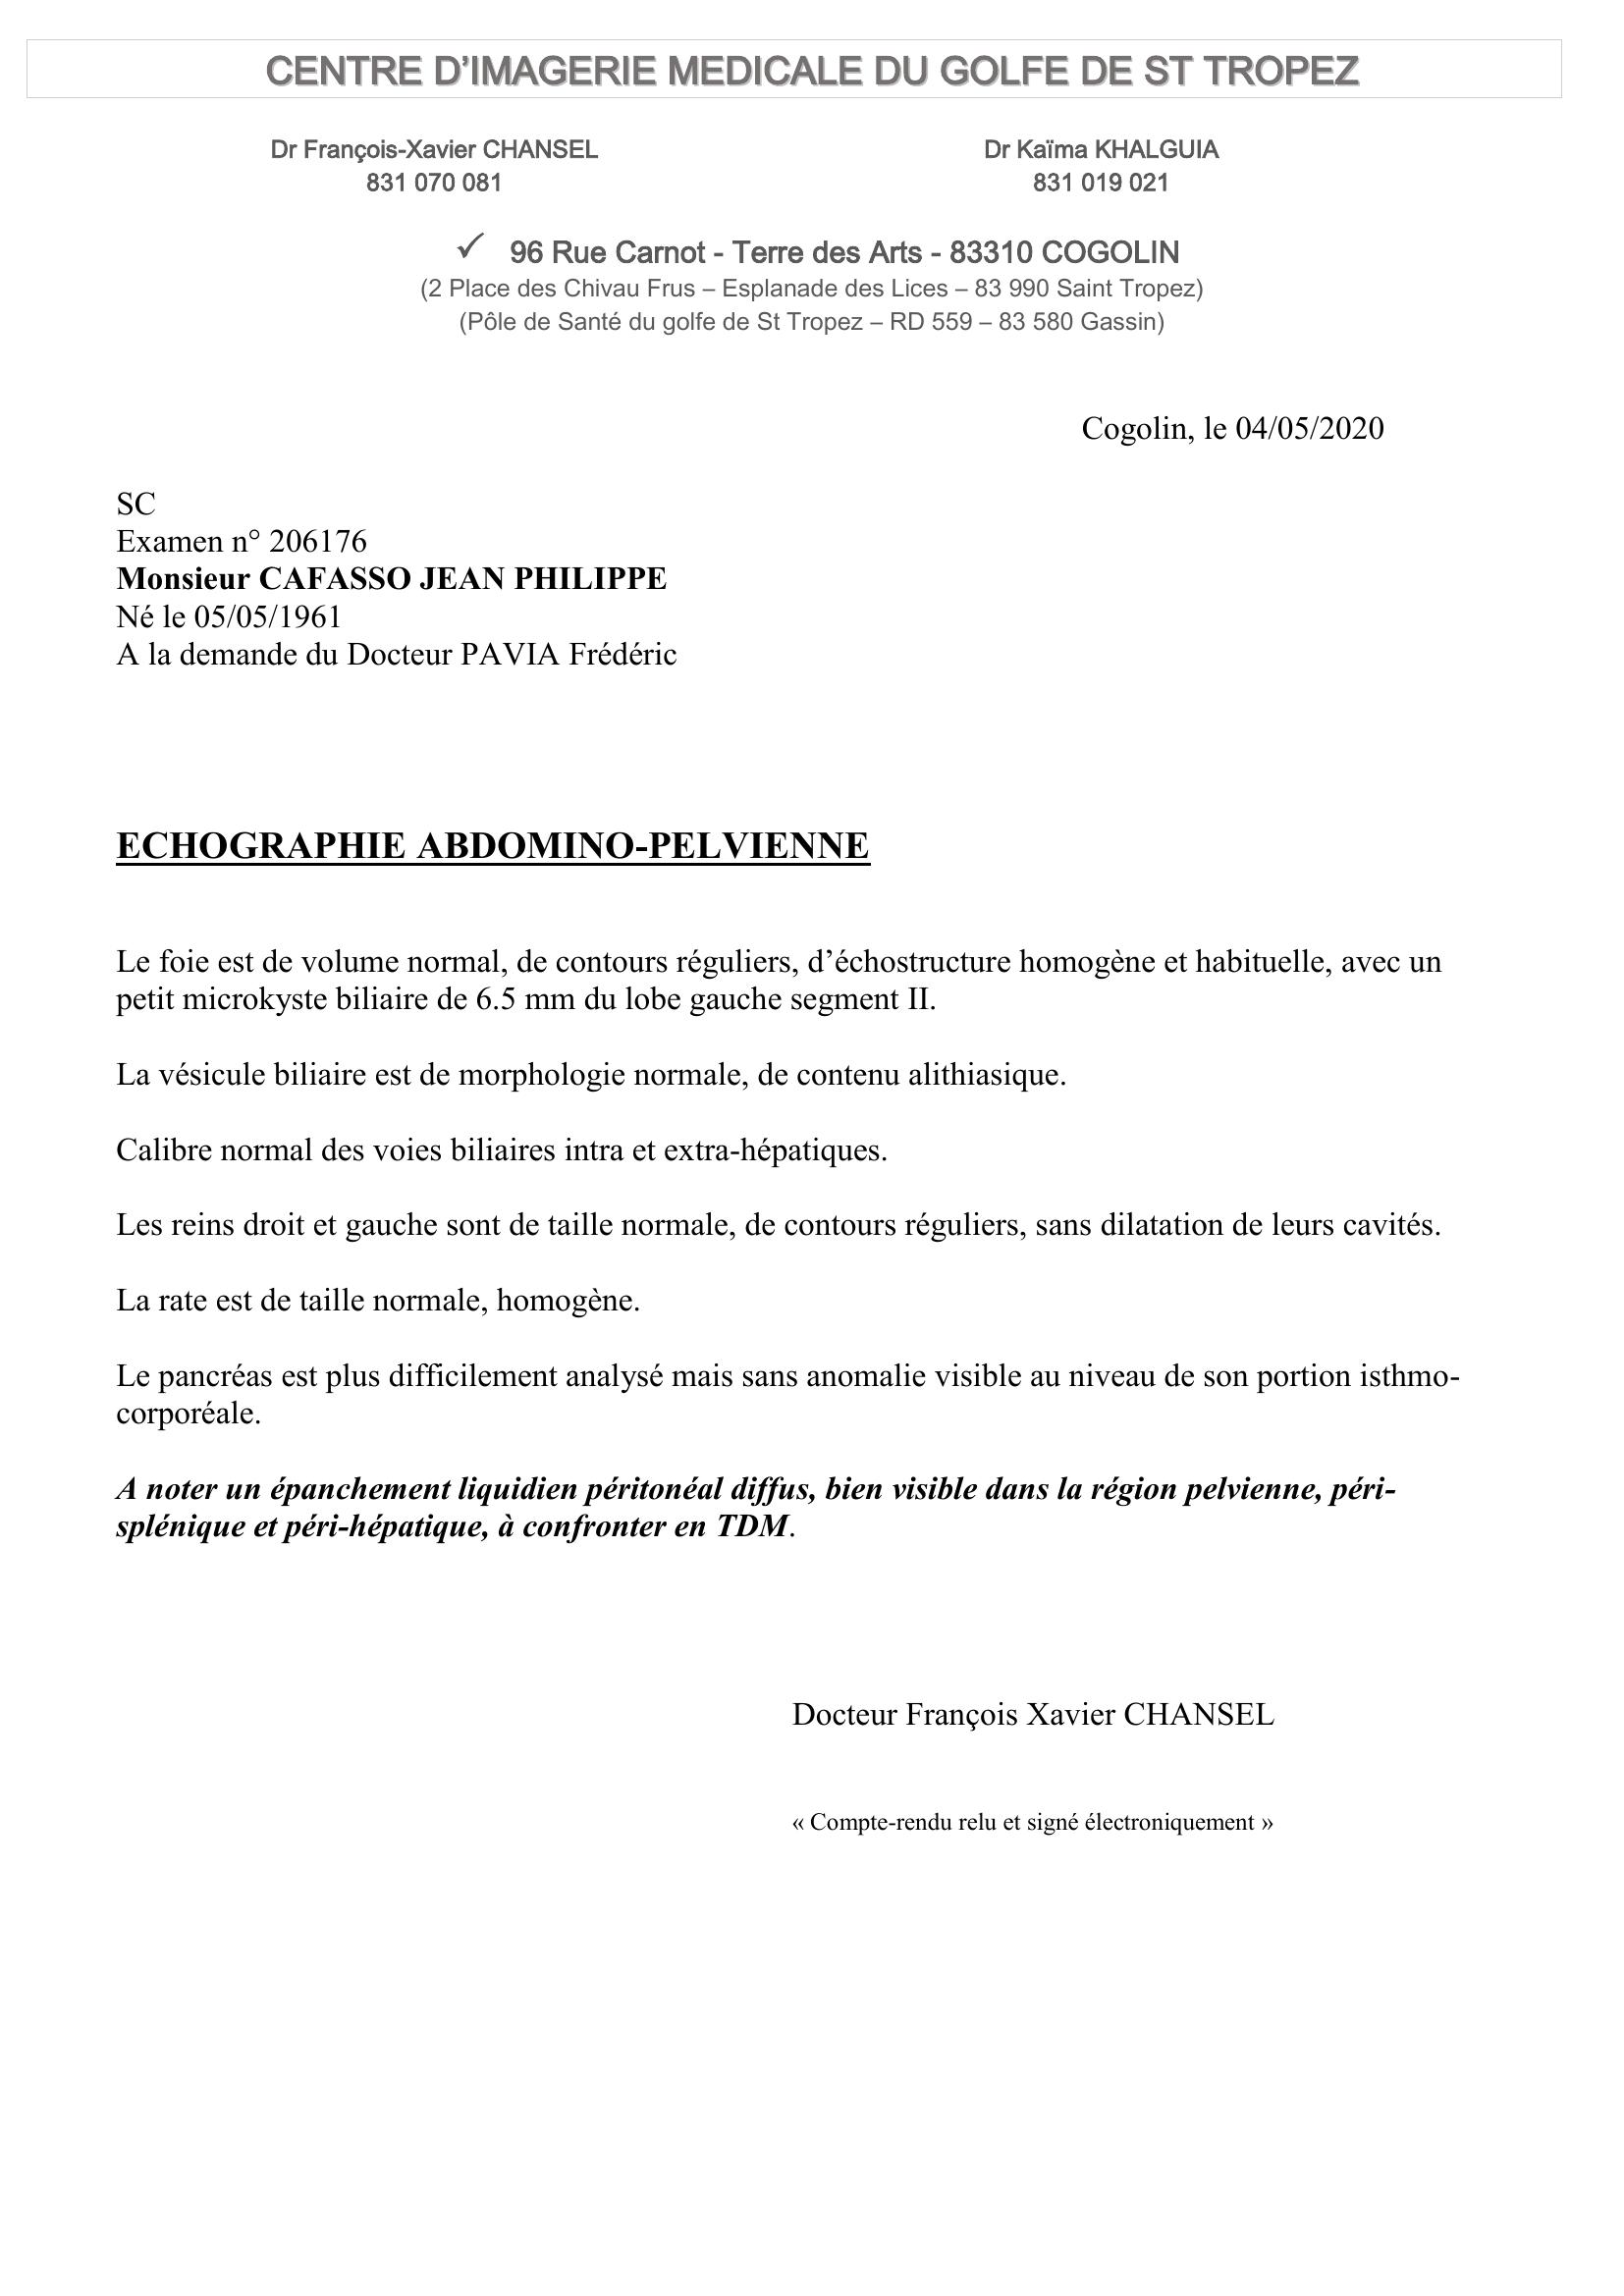 CENTRE D’IMAGERIE MEDICALE DU GOLFE DE ST TROPEZ
Dr François-Xavier CHANSEL
831 070 081
Dr Kaïma KHALGUIA
831 019 021
✓ 96 Rue Carnot - Terre des Arts - 83310 COGOLIN
(2 Place des Chivau Frus – Esplanade des Lices – 83 990 Saint Tropez)
(Pôle de Santé du golfe de St Tropez – RD 559 – 83 580 Gassin)
Cogolin, le 04/05/2020
SC
Examen n° 206176
Monsieur CAFASSO JEAN PHILIPPE
Né le 05/05/1961
A la demande du Docteur PAVIA Frédéric
ECHOGRAPHIE ABDOMINO-PELVIENNE
Le foie est de volume normal, de contours réguliers, d’échostructure homogène et habituelle, avec un
petit microkyste biliaire de 6.5 mm du lobe gauche segment II.
La vésicule biliaire est de morphologie normale, de contenu alithiasique.
Calibre normal des voies biliaires intra et extra-hépatiques.
Les reins droit et gauche sont de taille normale, de contours réguliers, sans dilatation de leurs cavités.
La rate est de taille normale, homogène.
Le pancréas est plus difficilement analysé mais sans anomalie visible au niveau de son portion isthmo-
corporéale.
A noter un épanchement liquidien péritonéal diffus, bien visible dans la région pelvienne, péri-
splénique et péri-hépatique, à confronter en TDM.
Docteur François Xavier CHANSEL
« Compte-rendu relu et signé électroniquement »